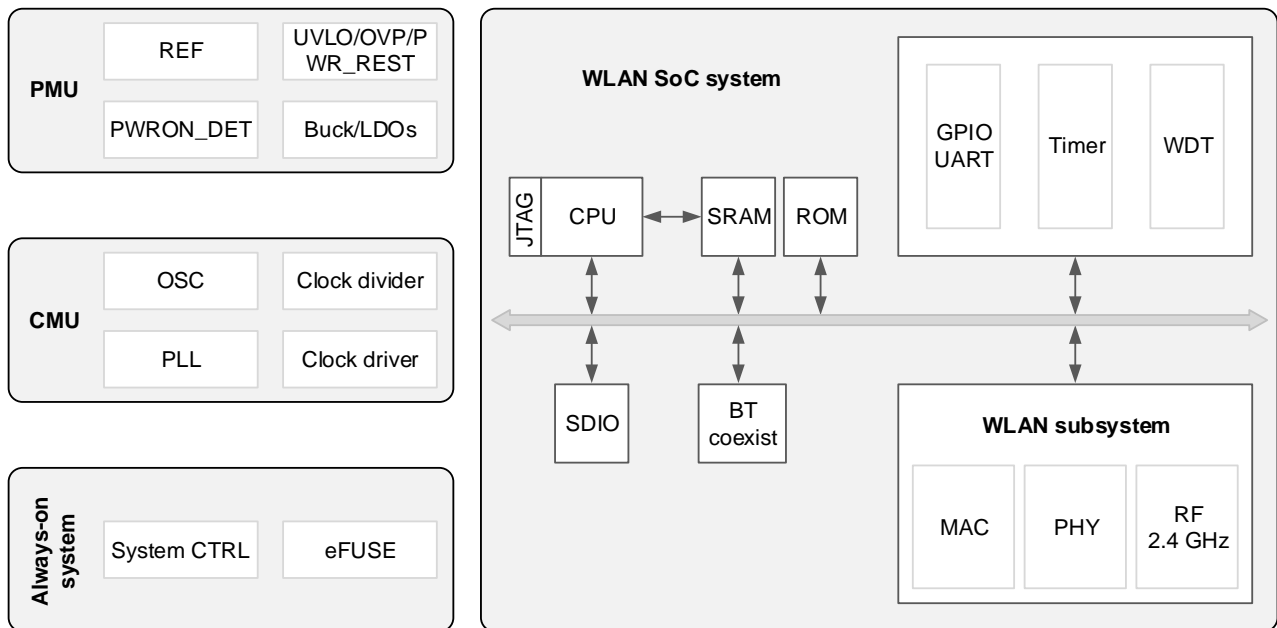 PMU
REF
UVLO/OVP/P
WR_REST
PWRON_DET
Buck/LDOs
CMU
OSC
Clock divider
PLL
Clock driver
Always-on
system
System CTRL
eFUSE
WLAN SoC system
GPIO
UART
Timer
WDT
JTAG
CPU
SRAM
ROM
SDIO
BT
coexist
WLAN subsystem
MAC
PHY
RF
2.4 GHz